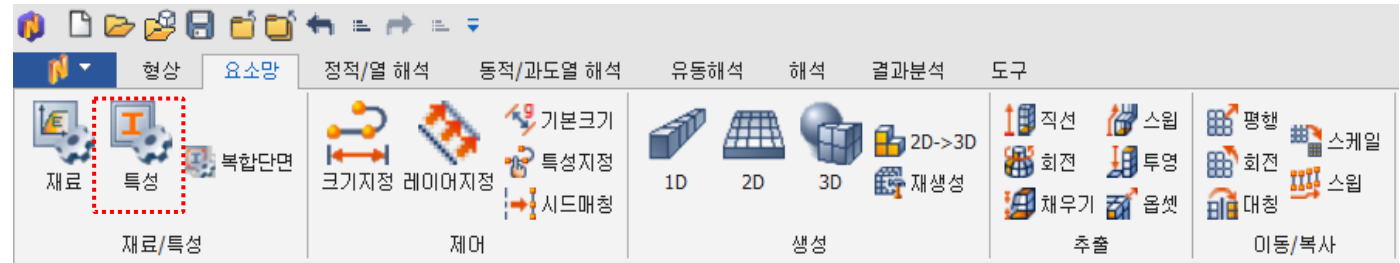 형상 요소망 정적/열 해석 동적/과도열 해석 유동해석 해석 결과분석 도구
재료 특성 복합단면
재료/특성
크기지정 레이어지정 기본크기
특성지정
시드매칭
제어
1D 2D 3D 2D->3D
재생성
생성
직선 스윕
회전 투영
채우기 옵셋
추출
평행 스케일
회전 스윕
대칭
이동/복사